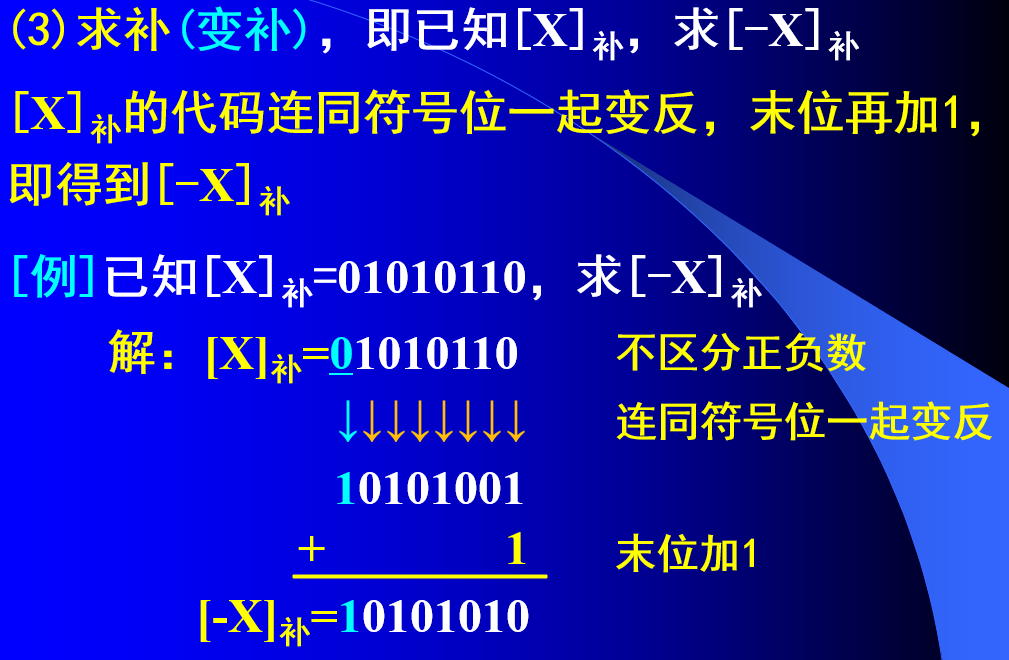 (3)求补(变补)，即已知[X]补，求[-X]补
[X]补的代码连同符号位一起变反，末位再加1，
即得到[-X]补
[例]已知[X]补=01010110，求[-X]补
解：[X]补=01010110 不区分正负数
↓↓↓↓↓↓↓↓ 连同符号位一起变反
10101001
+ 1 末位加1
[-X]补=10101010